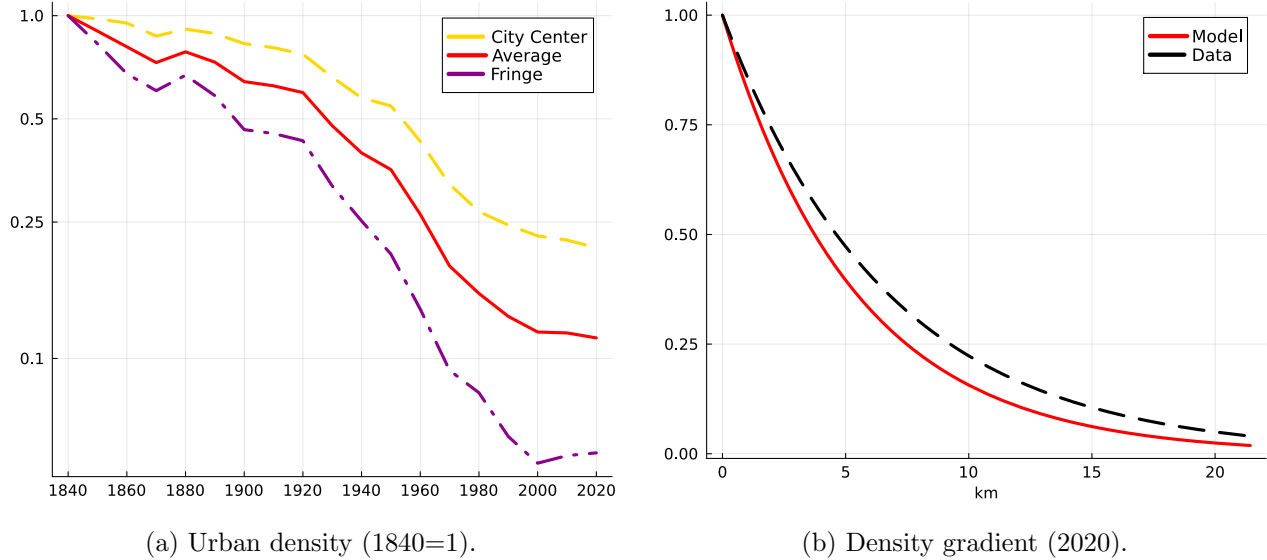 1.0
0.5
0.25
0.1
City Center
Average
Fringe
1840 1860 1880 1900 1920 1940 1960 1980 2000 2020
(a) Urban density (1840=1).
1.00
0.75
0.50
0.25
0.00
Model
Data
0 5 10 15 20
km
(b) Density gradient (2020).